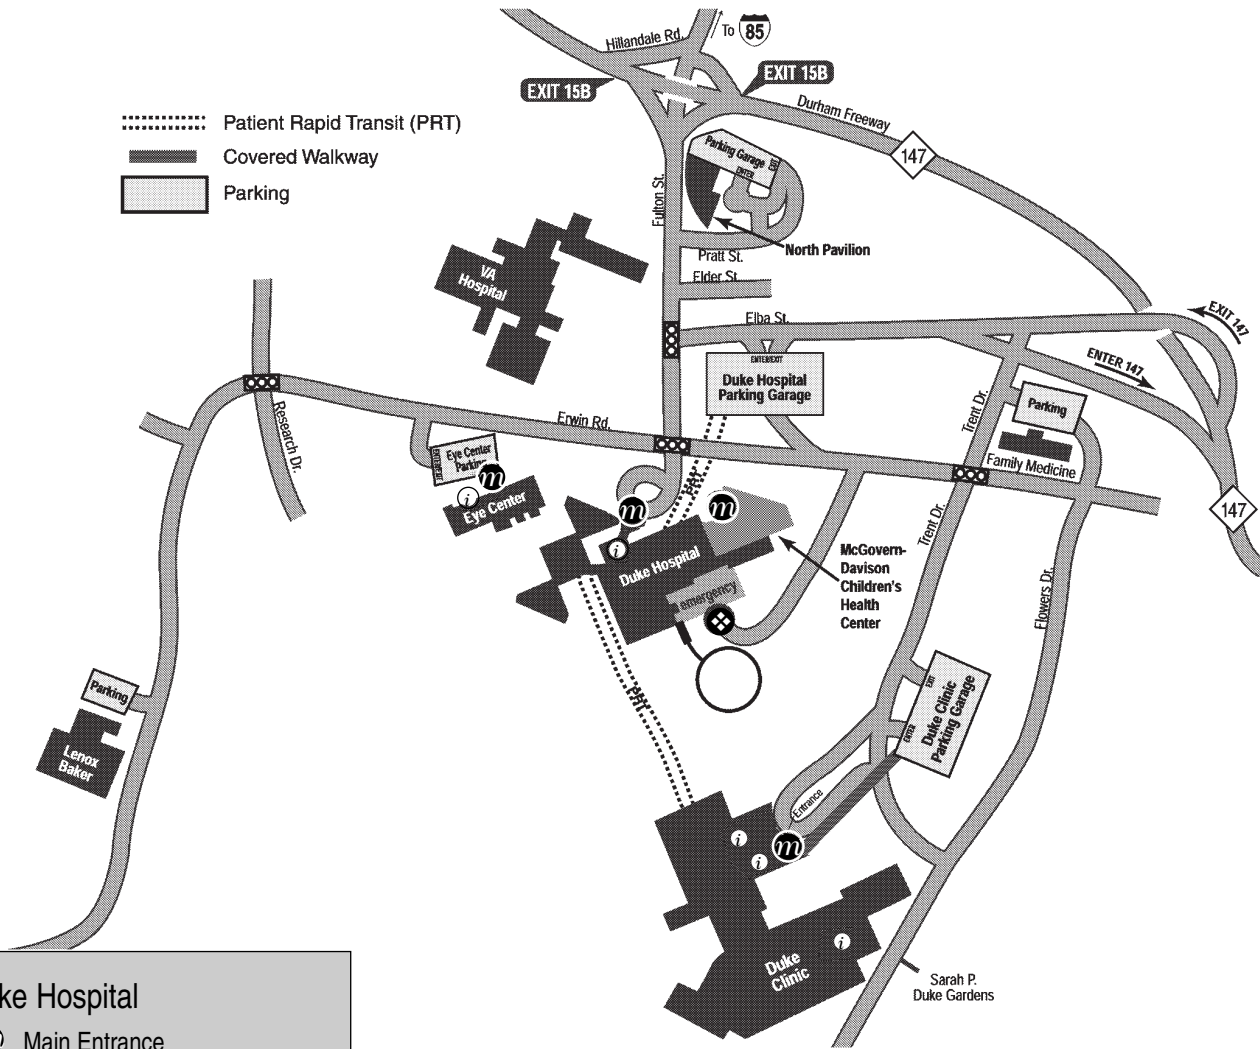 Hillandale Rd.
To 85
EXIT 15B
EXIT 15B
Durham Freeway
147
Patient Rapid Transit (PRT)
Covered Walkway
Parking
Parking Garage
ENTER
EXIT
Fulton St.
North Pavilion
Pratt St.
Elder St.
VA
Hospital
Elba St.
EXIT 147
ENTER 147
ENTER/EXIT
Duke Hospital
Parking Garage
Trent Dr.
Parking
Family Medicine
Research Dr.
Erwin Rd.
Eye Center
Parking
m
i
Eye Center
147
PRT
m
m
i
Duke Hospital
emergency
McGovern-
Davison
Children's
Health
Center
Trent Dr.
Flowers Dr.
PRT
Parking
Lenox
Baker
EXIT
ENTER
Duke Clinic
Parking Garage
Entrance
i
i
m
i
Duke
Clinic
Sarah P.
Duke Gardens
ke Hospital
Main Entrance